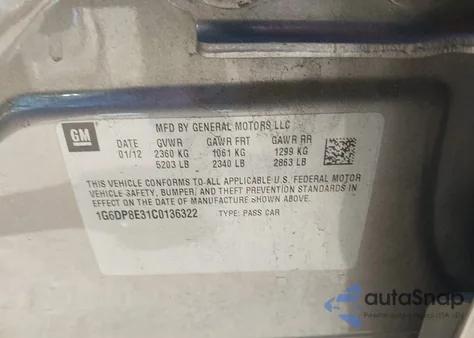 GM
MFD BY GENERAL MOTORS LLC
DATE GVWR GAWR FRT GAWR RR
01/12 2360 KG 1061 KG 1299 KG
5203 LB 2340 LB 2863 LB
THIS VEHICLE CONFORMS TO ALL APPLICABLE U.S. FEDERAL MOTOR
VEHICLE SAFETY, BUMPER, AND THEFT PREVENTION STANDARDS IN
EFFECT ON THE DATE OF MANUFACTURE SHOWN ABOVE.
1G6DP8E31C0136322 TYPE: PASS CAR
autoSnap